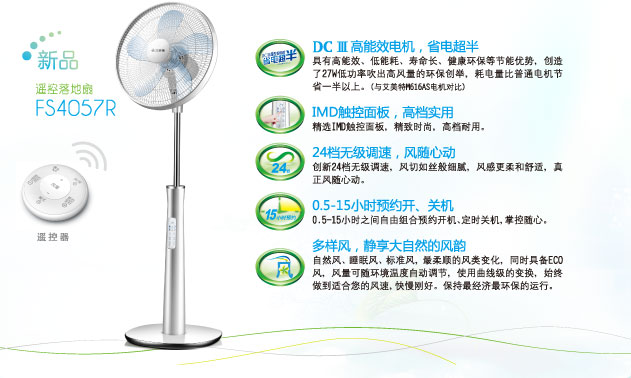 新品
遥控落地扇
FS4057R
遥控器
省电超半
DC Ⅲ 高能效电机，省电超半
具有高能效、低能耗、寿命长、健康环保等节能优势，创造
了27W低功率吹出高风量的环保创举，耗电量比普通电机节
省一半以上。(与艾美特M616AS电机对比)
IMD触控面板，高档实用
精选IMD触控面板，精致时尚，高档耐用。
24档
24档无级调速，风随心动
创新24档无级调速，风切如丝般细腻，风感更柔和舒适，真
正风随心动。
15小时预约
0.5-15小时预约开、关机
0.5-15小时之间自由组合预约开机、定时关机，掌控随心。
多样风，静享大自然的风韵
自然风、睡眠风、标准风，最柔顺的风类变化，同时具备ECO
风，风量可随环境温度自动调节，使用曲线级的变换，始终
做到适合您的风速，快慢刚好。保持最经济最环保的运行。